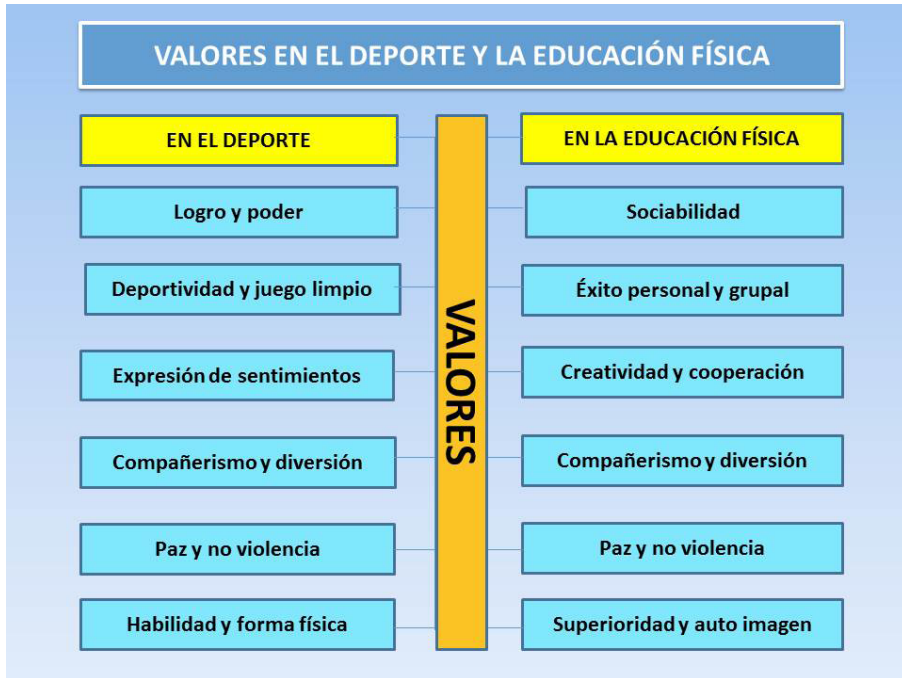 VALORES EN EL DEPORTE Y LA EDUCACIÓN FÍSICA
EN EL DEPORTE
Logro y poder
Deportividad y juego limpio
Expresión de sentimientos
Compañerismo y diversión
Paz y no violencia
Habilidad y forma física
VALORES
EN LA EDUCACIÓN FÍSICA
Sociabilidad
Éxito personal y grupal
Creatividad y cooperación
Compañerismo y diversión
Paz y no violencia
Superioridad y auto imagen